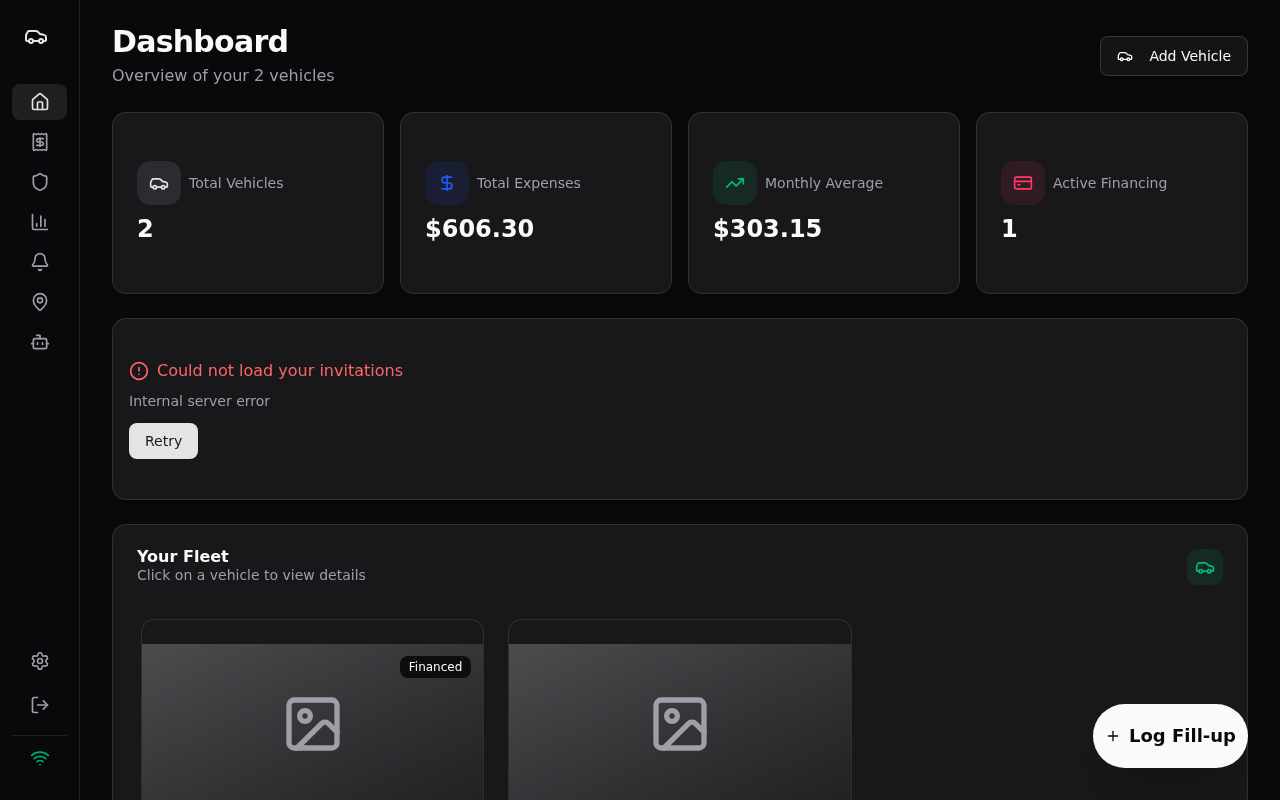 Dashboard
Overview of your 2 vehicles
Add Vehicle
Total Vehicles
2
Total Expenses
$606.30
Monthly Average
$303.15
Active Financing
1
Could not load your invitations
Internal server error
Retry
Your Fleet
Click on a vehicle to view details
Financed
+ Log Fill-up